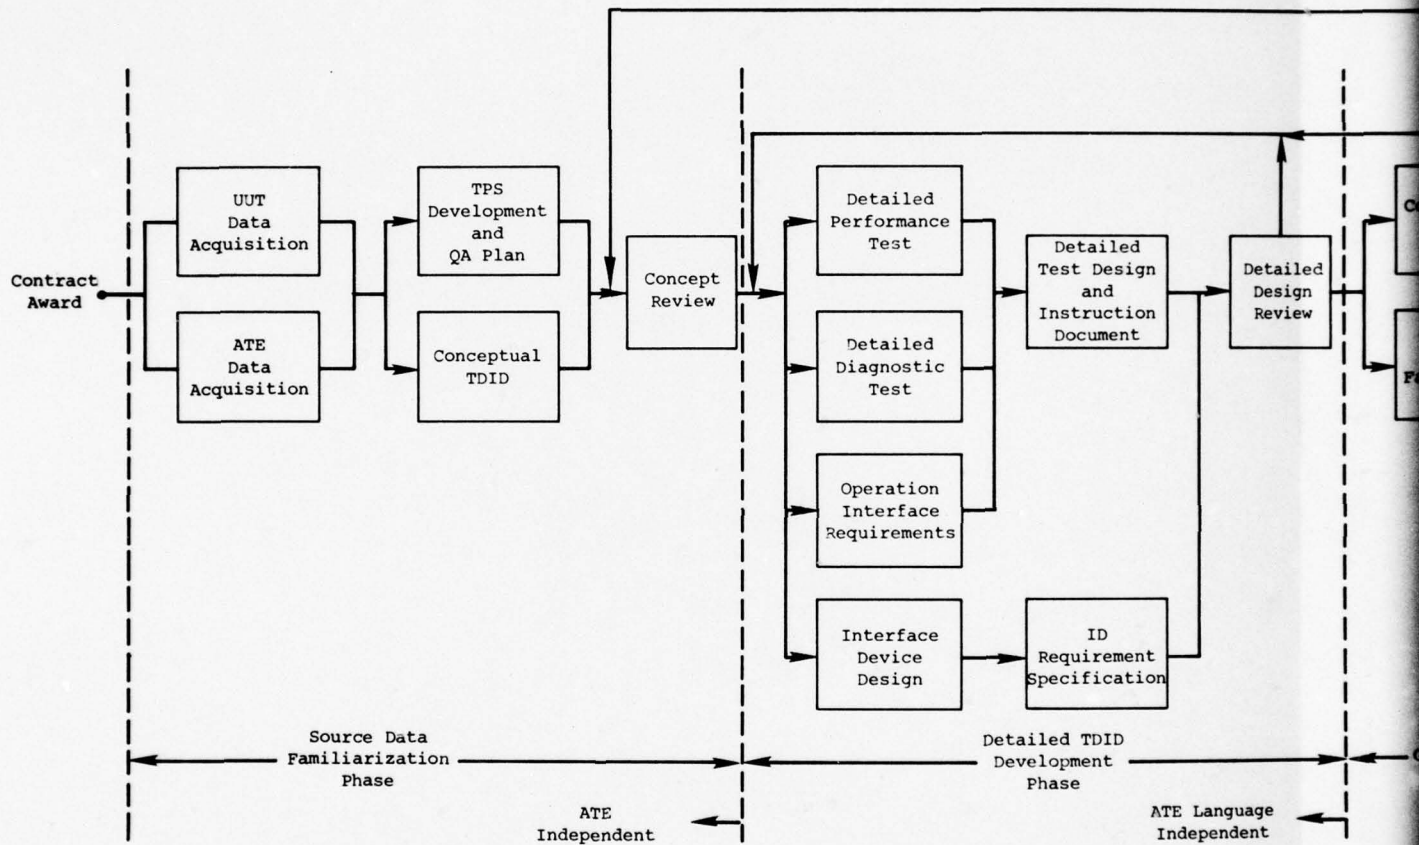 Contract
Award
UUT
Data
Acquisition
ATE
Data
Acquisition
TPS
Development
and
QA Plan
Conceptual
TDID
Concept
Review
Detailed
Performance
Test
Detailed
Diagnostic
Test
Operation
Interface
Requirements
Interface
Device
Design
Detailed
Test Design
and
Instruction
Document
ID
Requirement
Specification
Detailed
Design
Review
Source Data
Familiarization
Phase
Detailed TDID
Development
Phase
ATE
Independent
ATE Language
Independent